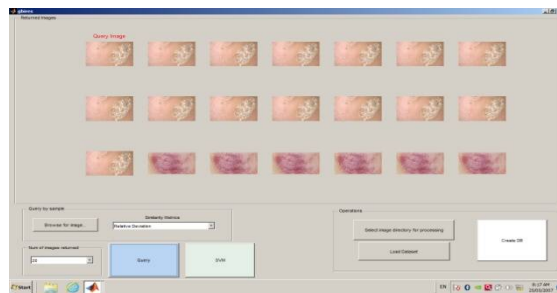 gbires
Returned Images
Query Image
Query by sample
Similarity Metrics
Browse for image...
Relative Deviation
Num of images returned
20
Query
SVM
Operations
Select image directory for processing
Load Dataset
Create DB
Start
EN